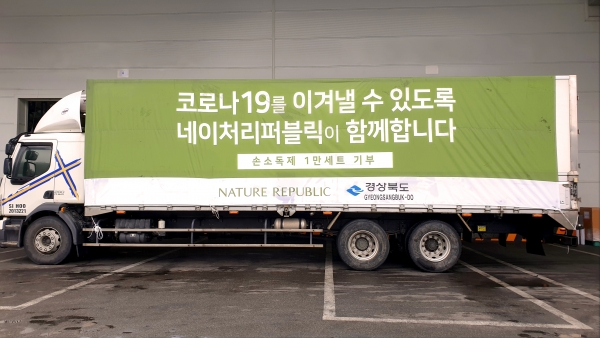 코로나19를 이겨낼 수 있도록
네이처리퍼블릭이 함께합니다
손소독제 1만세트 기부
NATURE REPUBLIC 경상북도
GYEONGSANGBUK-DO